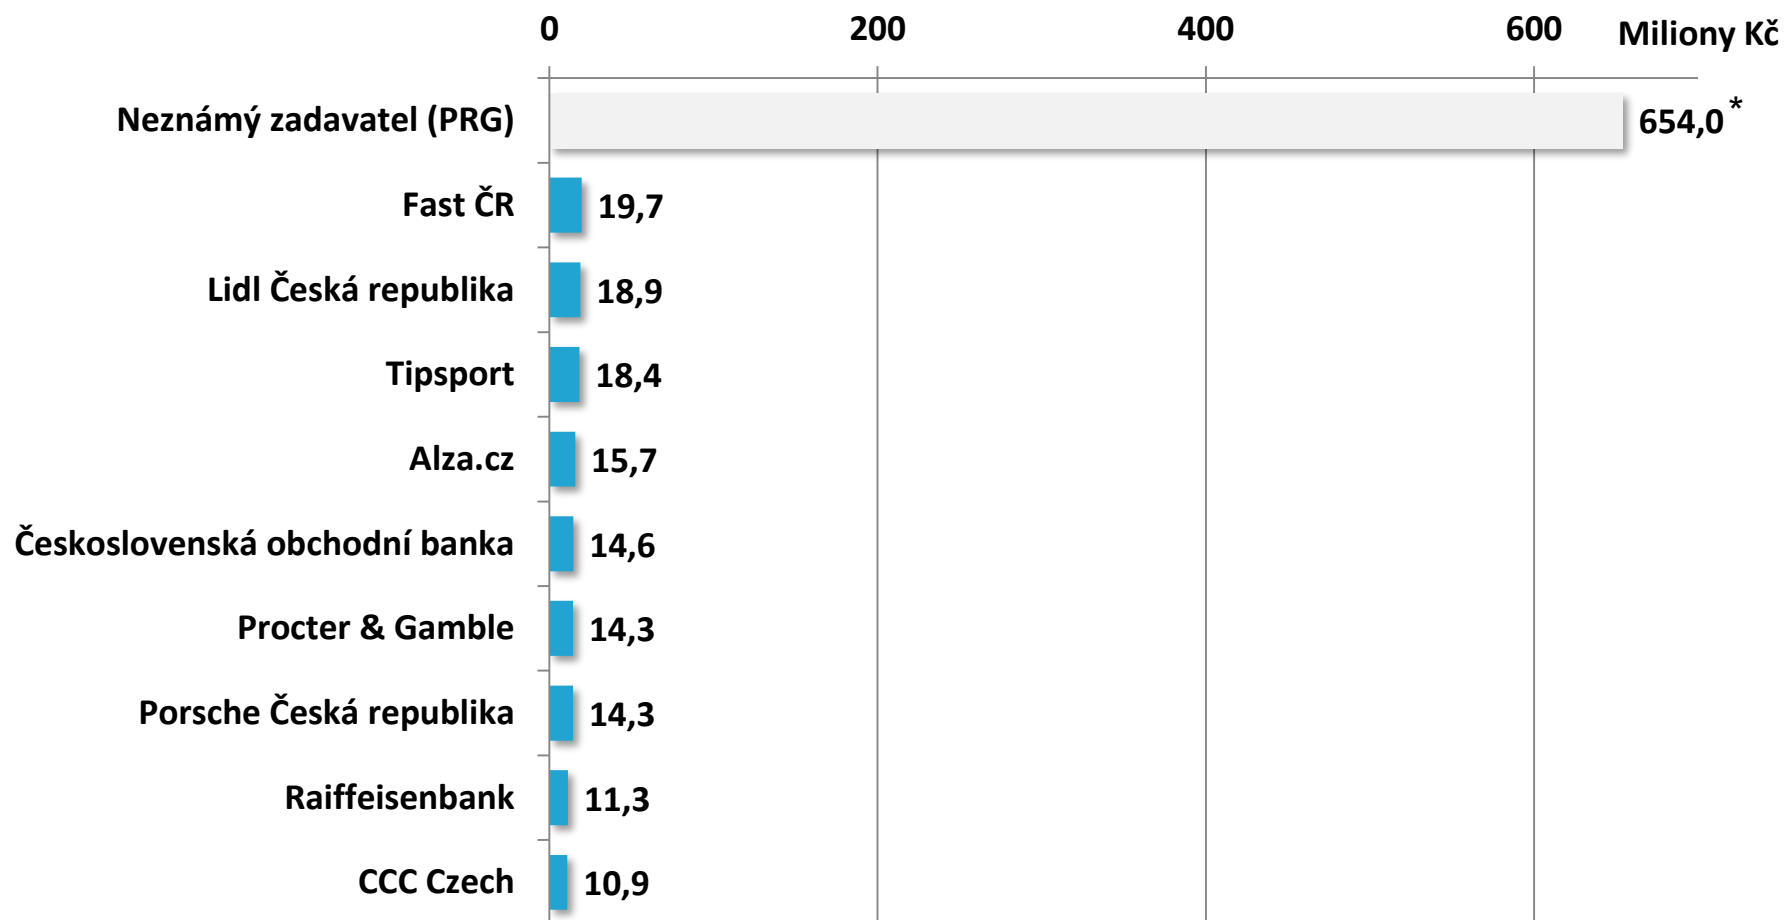 0 200 400 600 Miliony Kč
Neznámý zadavatel (PRG) 654,0*
Fast ČR 19,7
Lidl Česká republika 18,9
Tipsport 18,4
Alza.cz 15,7
Československá obchodní banka 14,6
Procter & Gamble 14,3
Porsche Česká republika 14,3
Raiffeisenbank 11,3
CCC Czech 10,9